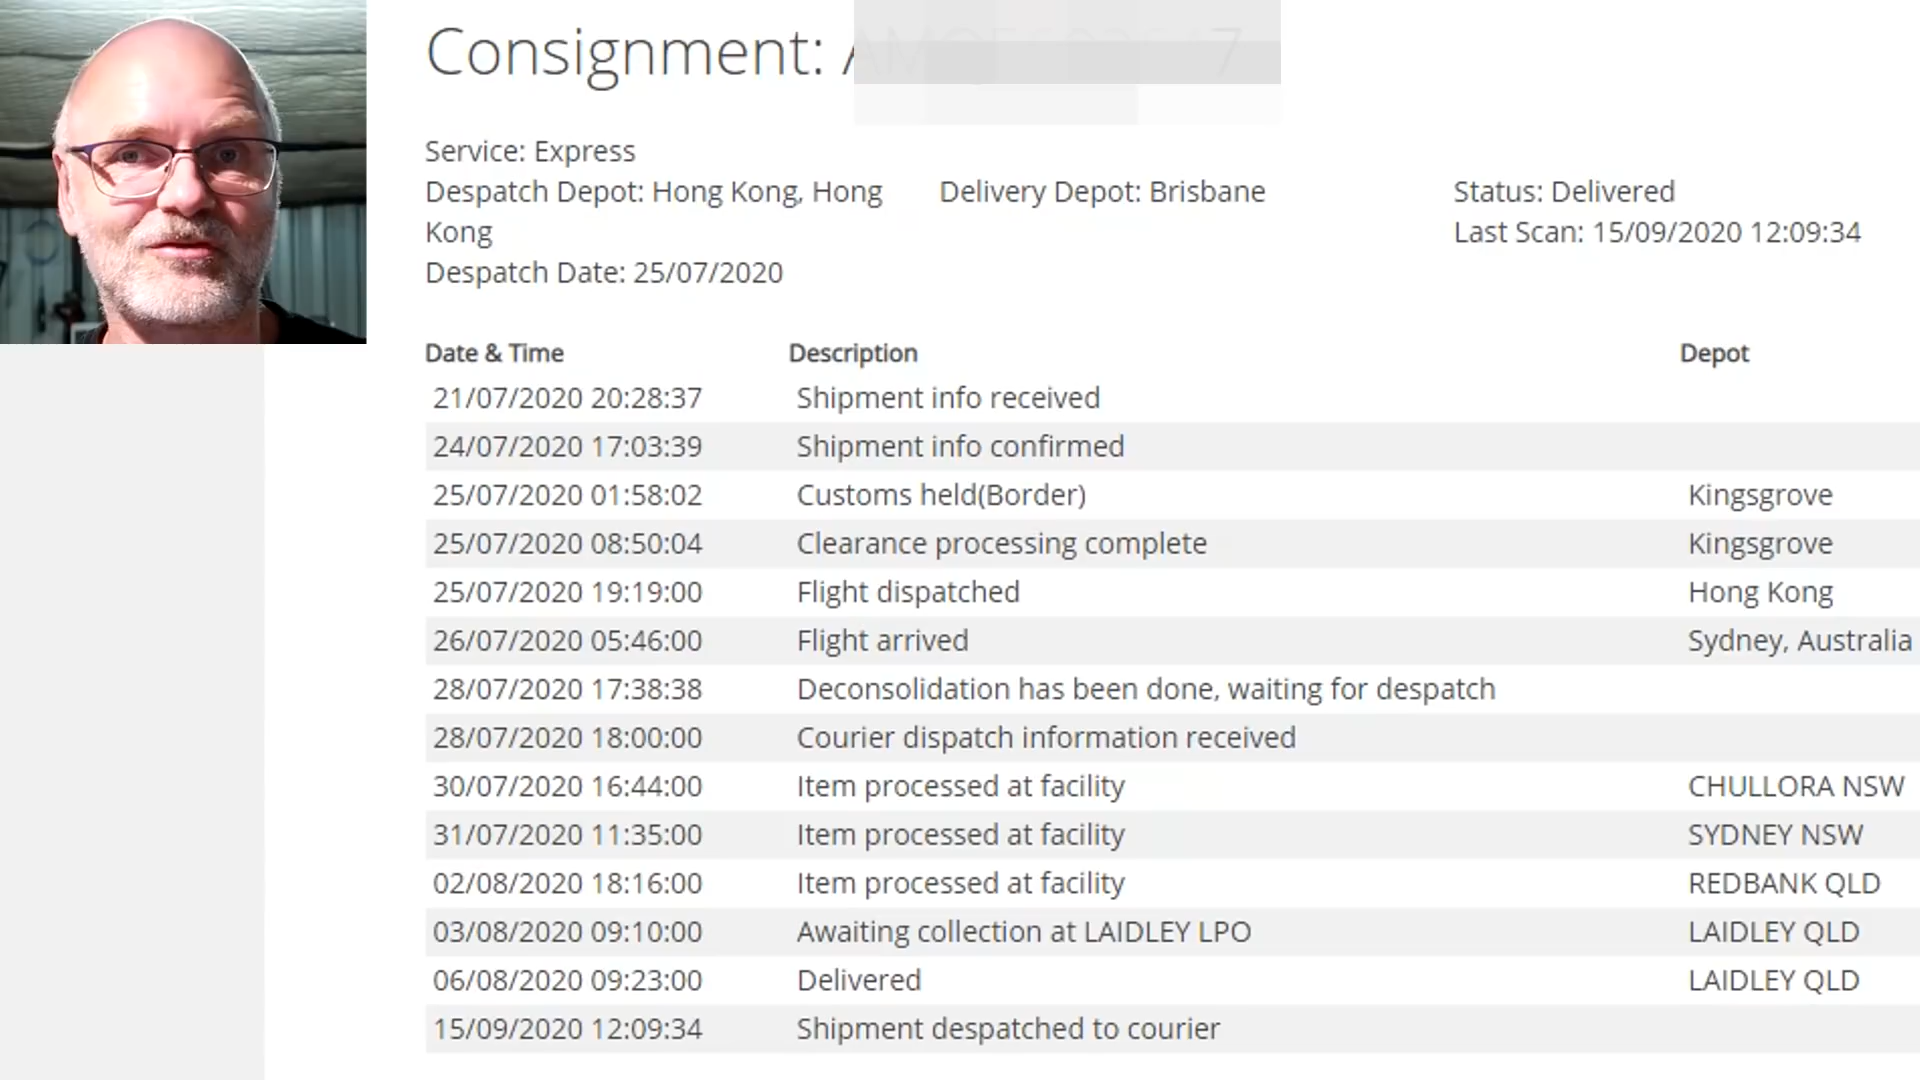 Consignment:
Service: Express
Despatch Depot: Hong Kong, Hong Kong
Delivery Depot: Brisbane
Status: Delivered
Despatch Date: 25/07/2020
Last Scan: 15/09/2020 12:09:34
Date & Time Description Depot
21/07/2020 20:28:37 Shipment info received
24/07/2020 17:03:39 Shipment info confirmed
25/07/2020 01:58:02 Customs held(Border) Kingsgrove
25/07/2020 08:50:04 Clearance processing complete Kingsgrove
25/07/2020 19:19:00 Flight dispatched Hong Kong
26/07/2020 05:46:00 Flight arrived Sydney, Australia
28/07/2020 17:38:38 Deconsolidation has been done, waiting for despatch
28/07/2020 18:00:00 Courier dispatch information received
30/07/2020 16:44:00 Item processed at facility CHULLORA NSW
31/07/2020 11:35:00 Item processed at facility SYDNEY NSW
02/08/2020 18:16:00 Item processed at facility REDBANK QLD
03/08/2020 09:10:00 Awaiting collection at LAIDLEY LPO LAIDLEY QLD
06/08/2020 09:23:00 Delivered LAIDLEY QLD
15/09/2020 12:09:34 Shipment despatched to courier